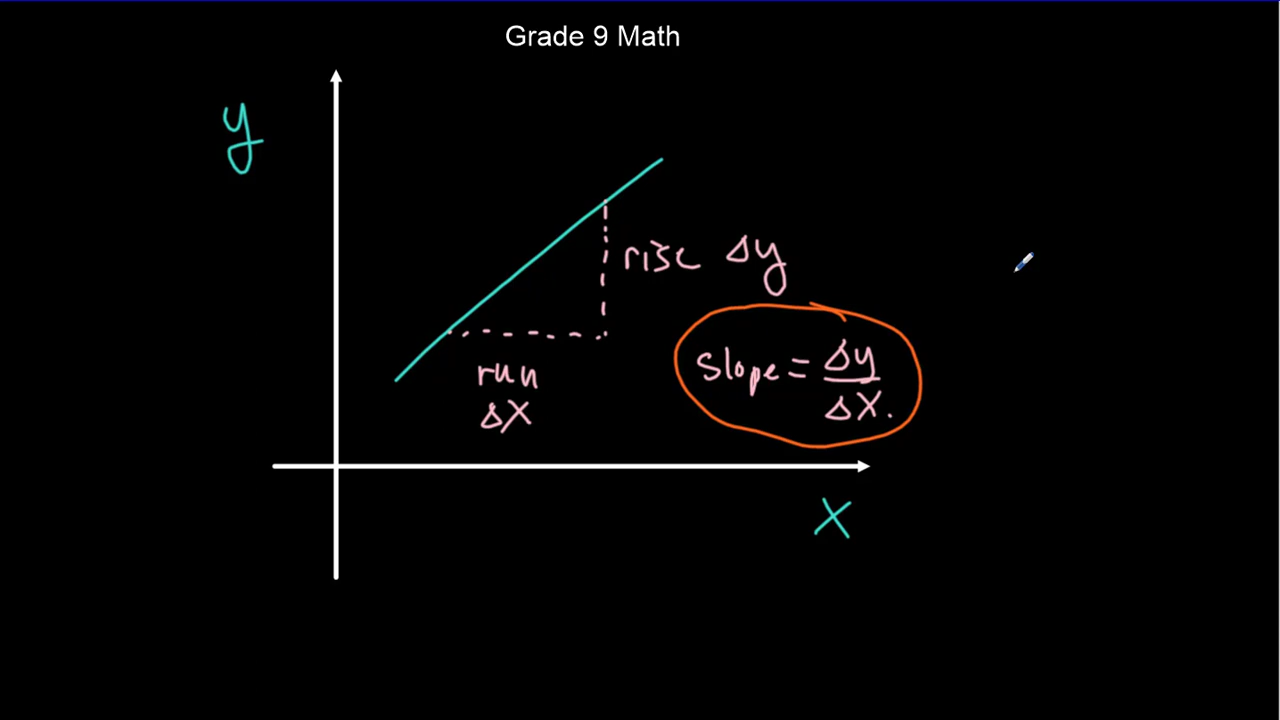 Grade 9 Math
y
rise Δy
slope = Δy/Δx.
run
Δx
x